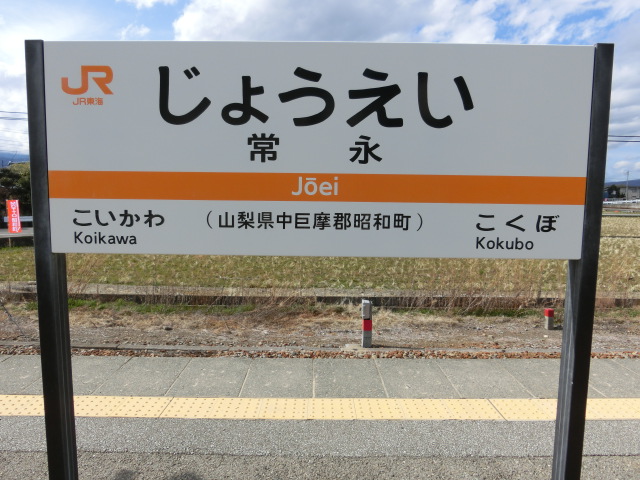 JR
JR東海
じょうえい
常永
Jōei
こいかわ
Koikawa
（山梨県中巨摩郡昭和町）
こくぼ
Kokubo